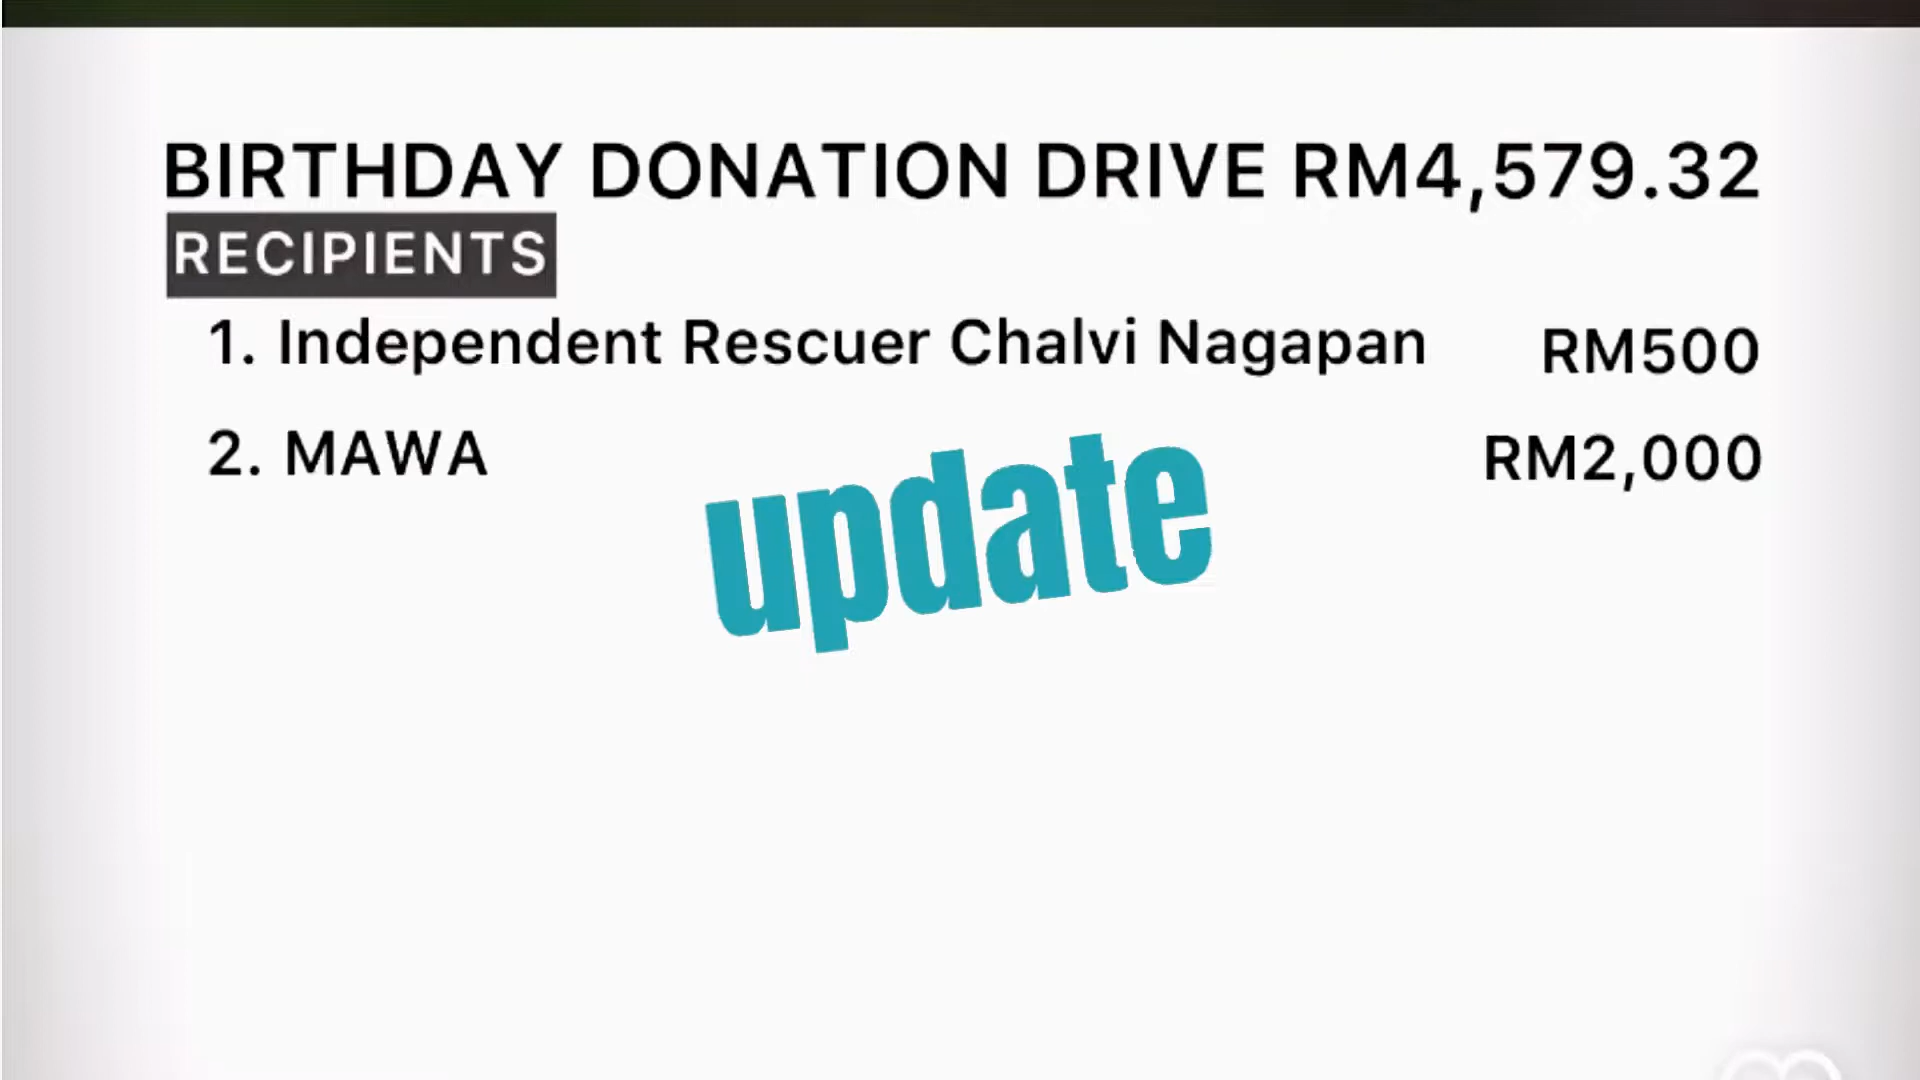 BIRTHDAY DONATION DRIVE RM4,579.32
RECIPIENTS
1. Independent Rescuer Chalvi Nagapan RM500
2. MAWA RM2,000
update